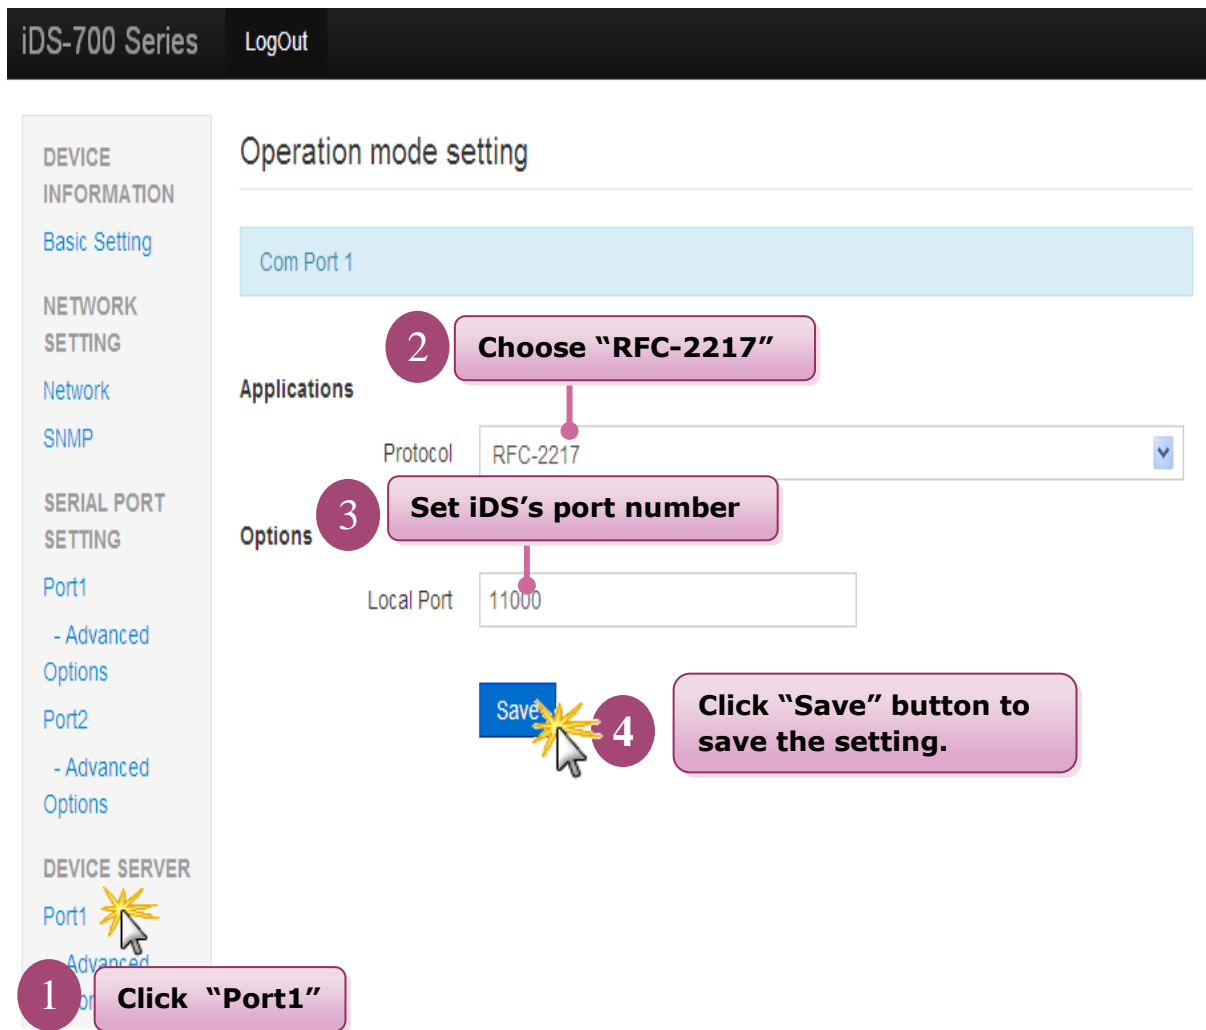 iDS-700 Series LogOut
DEVICE
INFORMATION
Basic Setting
NETWORK
SETTING
Network
SNMP
SERIAL PORT
SETTING
Port1
- Advanced
Options
Port2
- Advanced
Options
DEVICE SERVER
Port1
- Advanced
1 Click “Port1”
Operation mode setting
Com Port 1
2 Choose “RFC-2217”
Applications
Protocol RFC-2217
3 Set iDS’s port number
Options
Local Port 11000
Save
4 Click “Save” button to
save the setting.